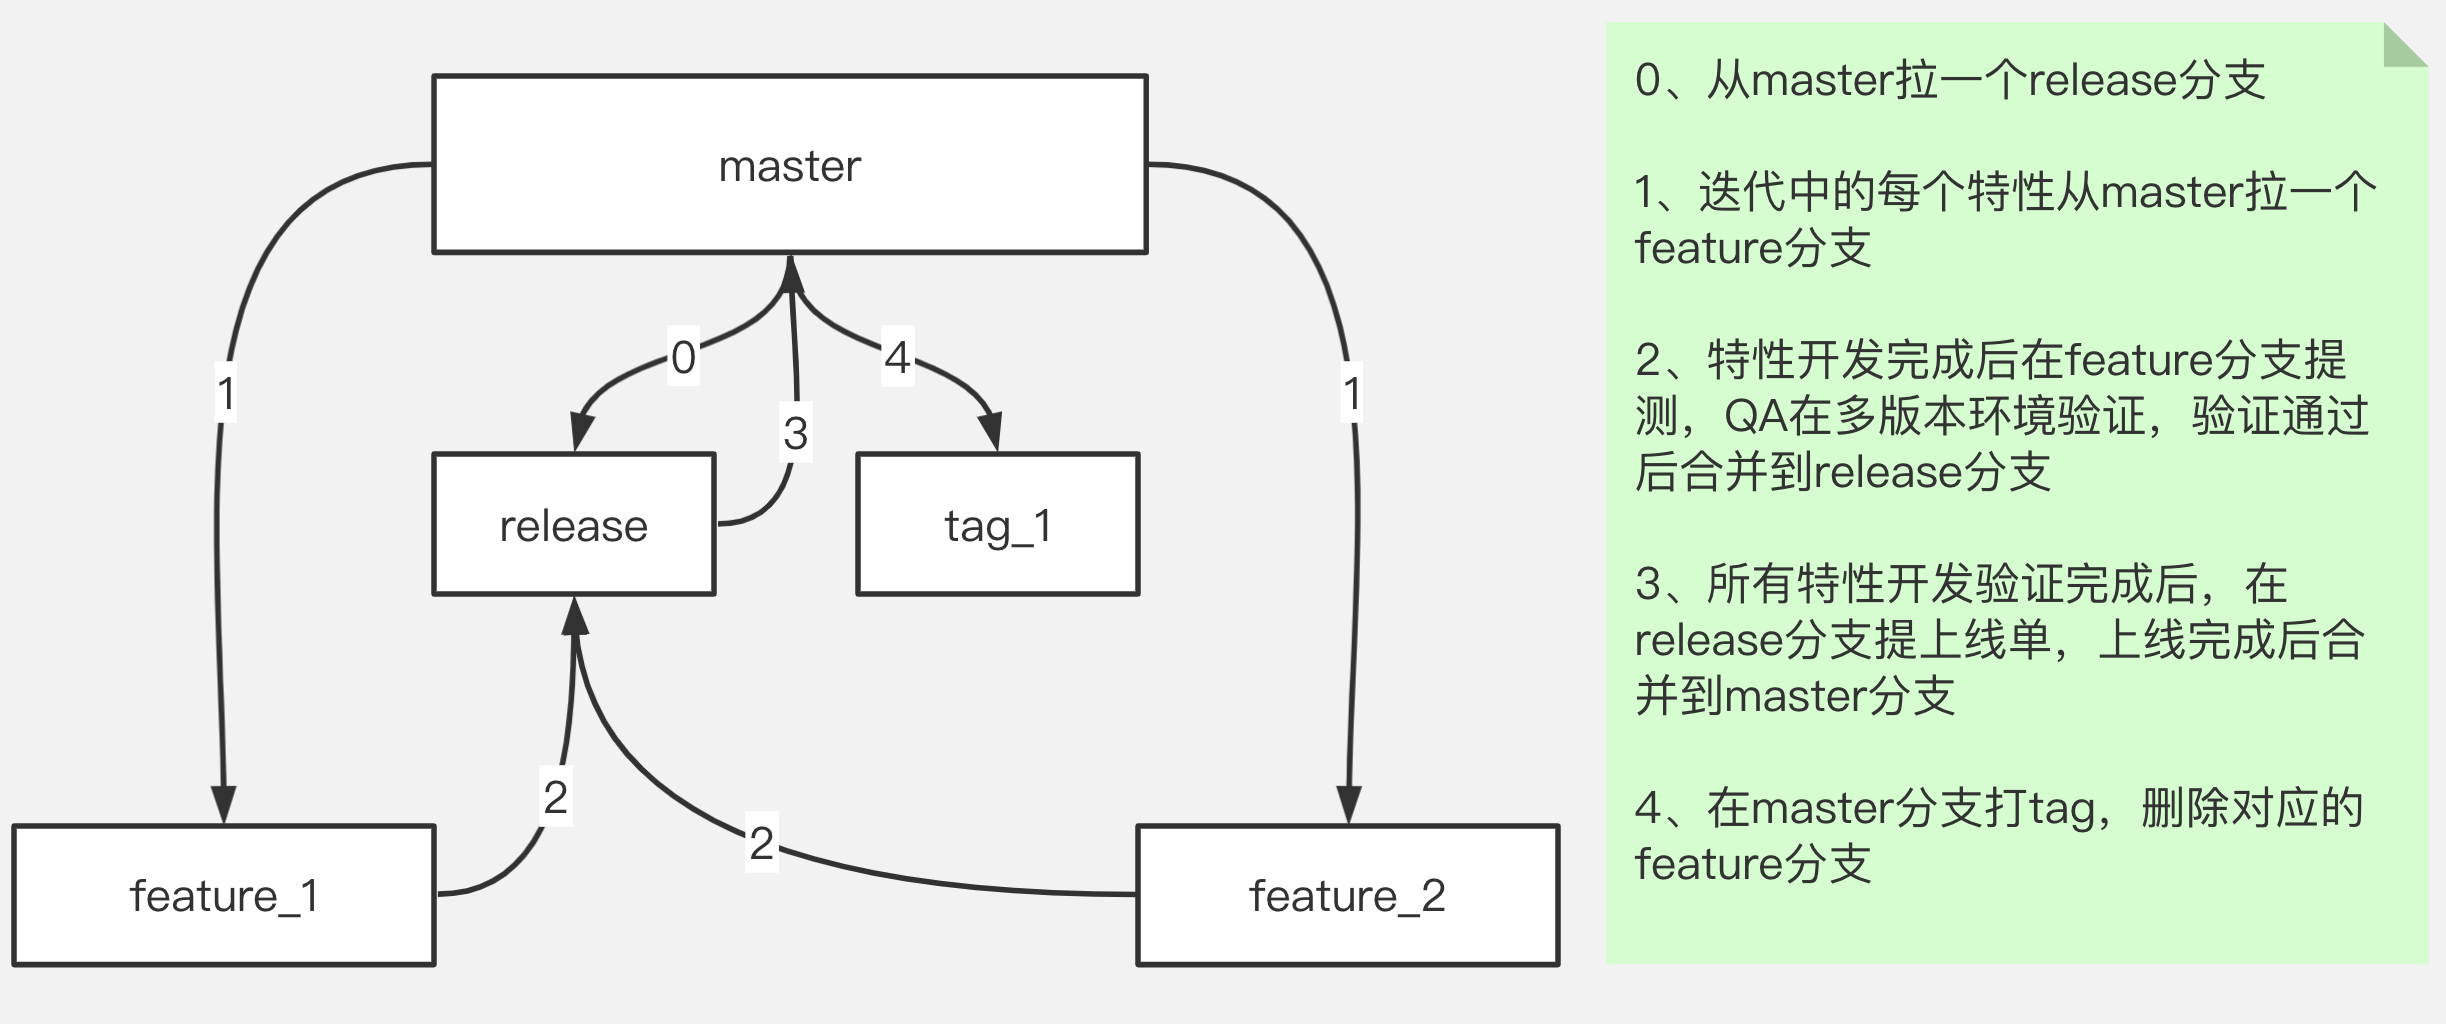 master
0
4
1
1
3
release
tag_1
2
2
feature_1
feature_2
0、从master拉一个release分支
1、迭代中的每个特性从master拉一个
feature分支
2、特性开发完成后在feature分支提
测，QA在多版本环境验证，验证通过
后合并到release分支
3、所有特性开发验证完成后，在
release分支提上线单，上线完成后合
并到master分支
4、在master分支打tag，删除对应的
feature分支